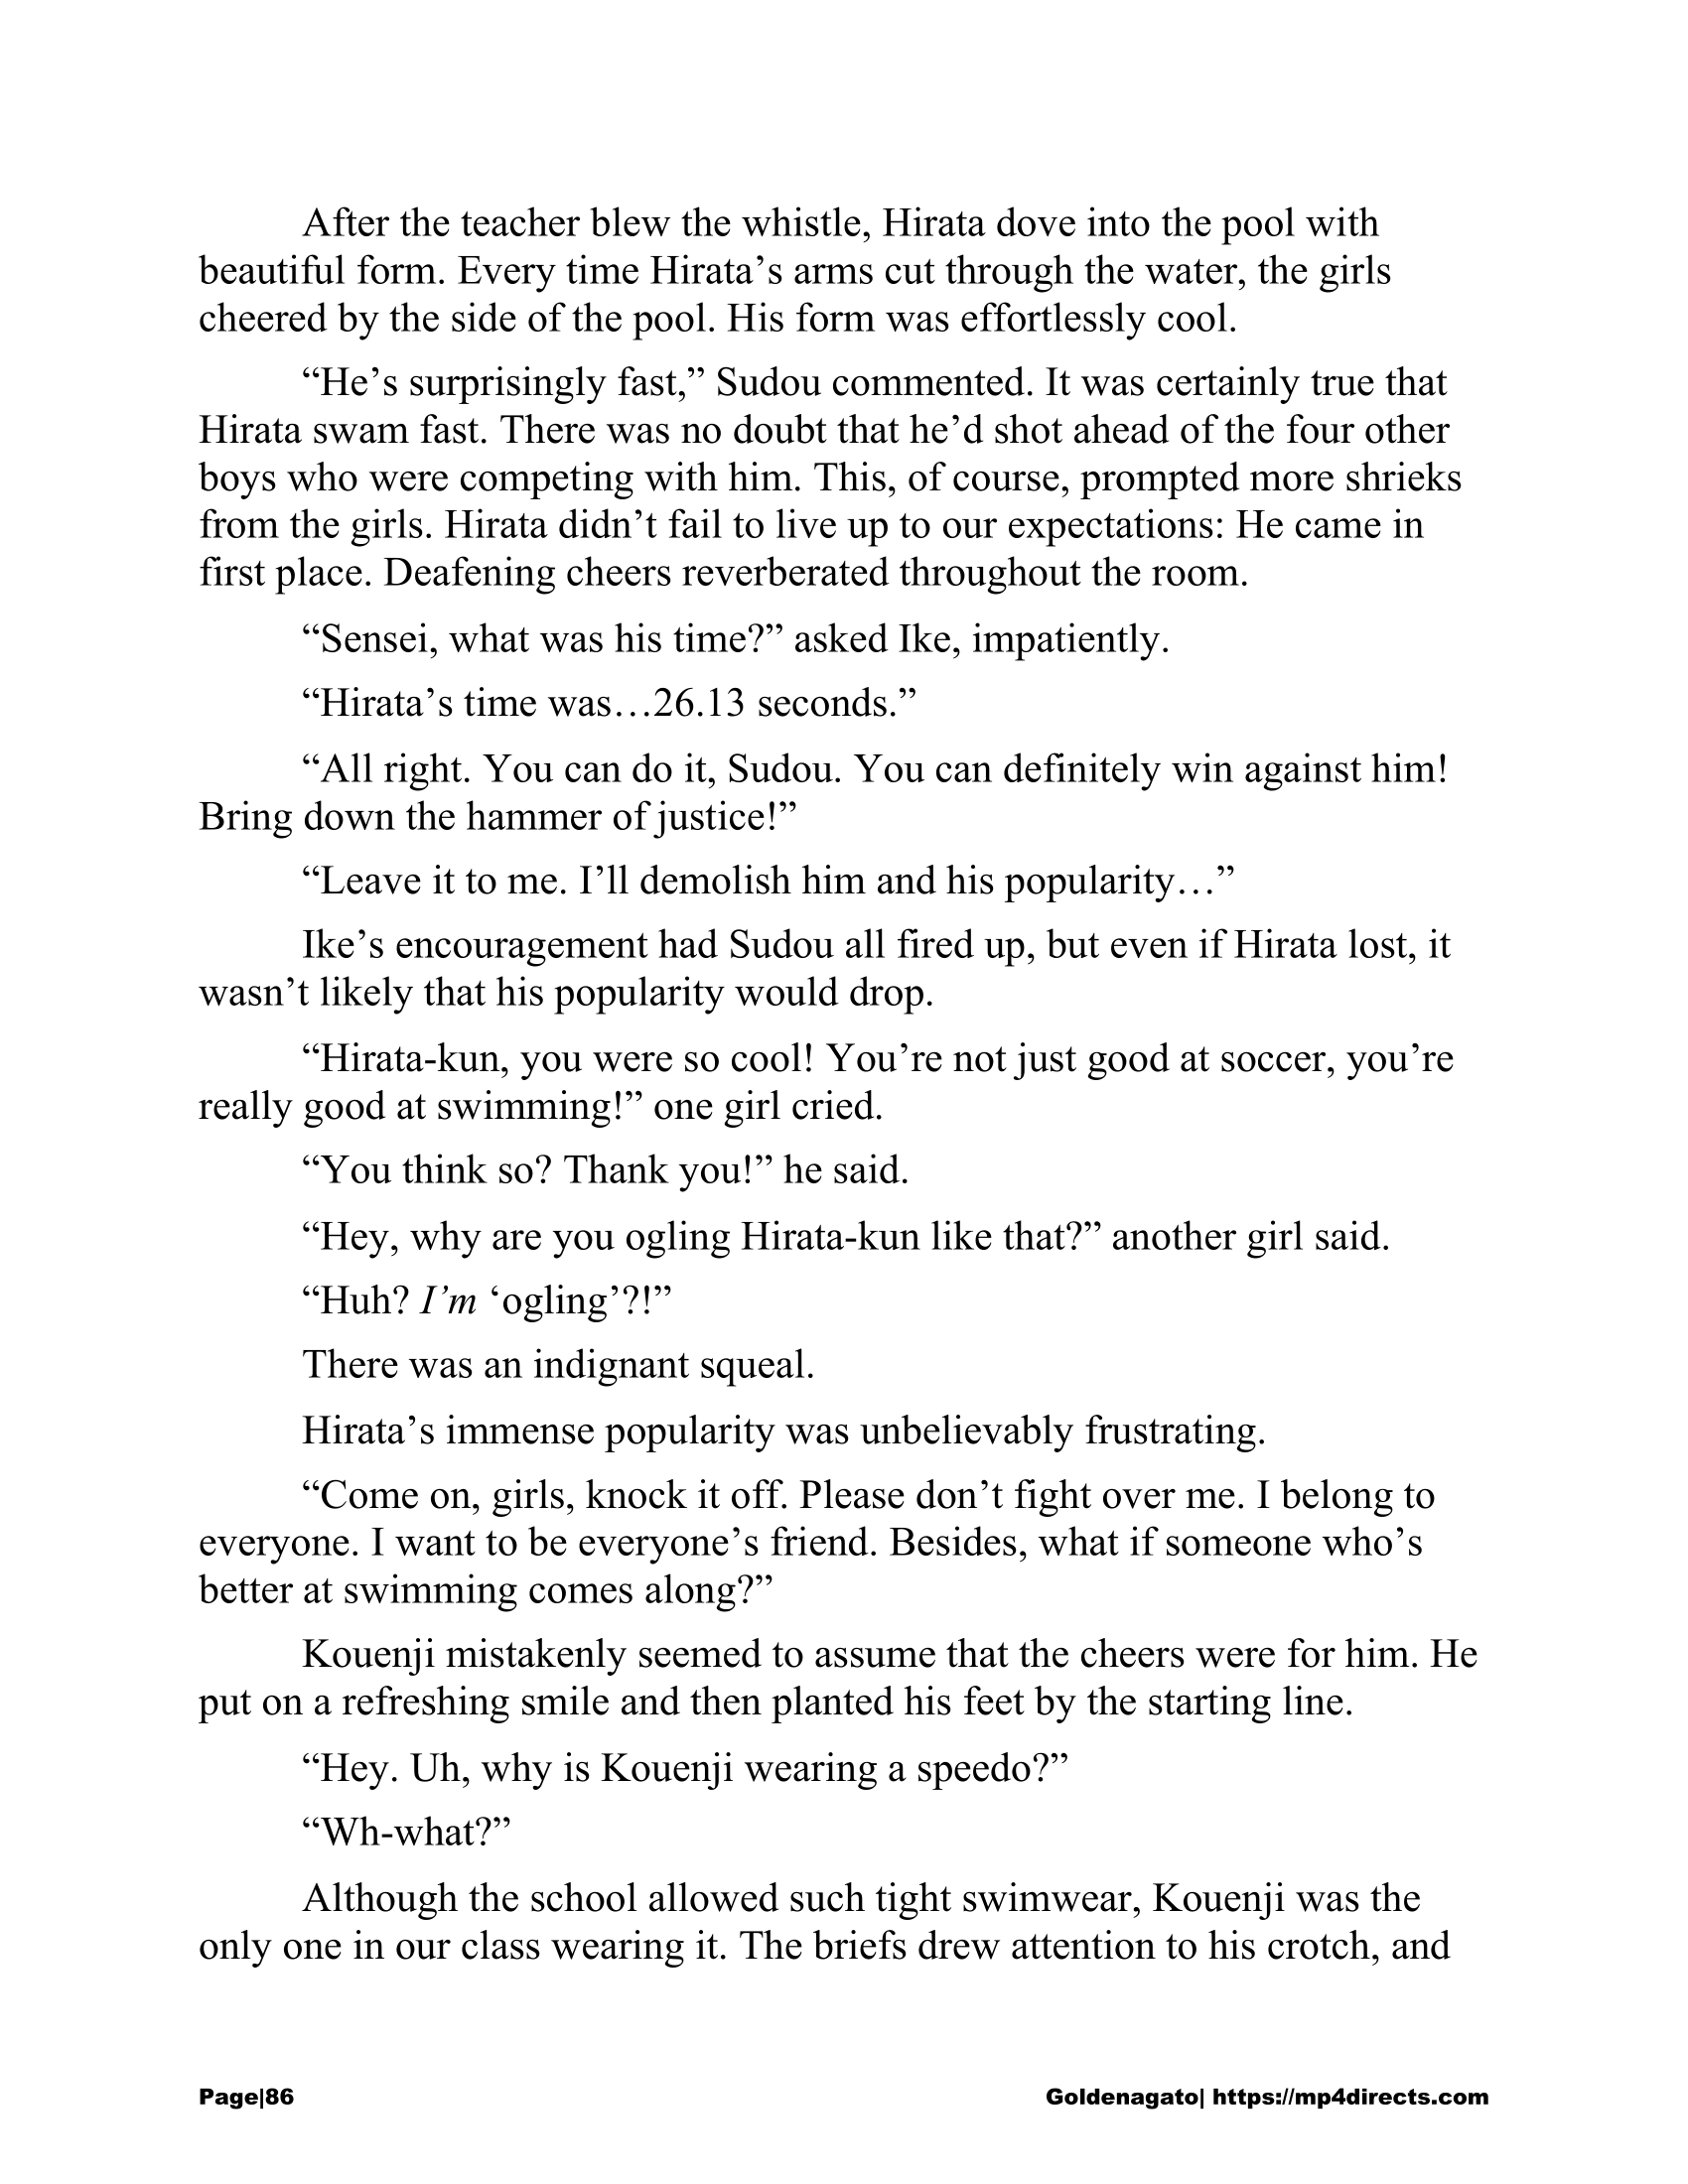 After the teacher blew the whistle, Hirata dove into the pool with
beautiful form. Every time Hirata’s arms cut through the water, the girls
cheered by the side of the pool. His form was effortlessly cool.
“He’s surprisingly fast,” Sudou commented. It was certainly true that
Hirata swam fast. There was no doubt that he’d shot ahead of the four other
boys who were competing with him. This, of course, prompted more shrieks
from the girls. Hirata didn’t fail to live up to our expectations: He came in
first place. Deafening cheers reverberated throughout the room.
“Sensei, what was his time?” asked Ike, impatiently.
“Hirata’s time was…26.13 seconds.”
“All right. You can do it, Sudou. You can definitely win against him!
Bring down the hammer of justice!”
“Leave it to me. I’ll demolish him and his popularity…”
Ike’s encouragement had Sudou all fired up, but even if Hirata lost, it
wasn’t likely that his popularity would drop.
“Hirata-kun, you were so cool! You’re not just good at soccer, you’re
really good at swimming!” one girl cried.
“You think so? Thank you!” he said.
“Hey, why are you ogling Hirata-kun like that?” another girl said.
“Huh? I’m ‘ogling’?!”
There was an indignant squeal.
Hirata’s immense popularity was unbelievably frustrating.
“Come on, girls, knock it off. Please don’t fight over me. I belong to
everyone. I want to be everyone’s friend. Besides, what if someone who’s
better at swimming comes along?”
Kouenji mistakenly seemed to assume that the cheers were for him. He
put on a refreshing smile and then planted his feet by the starting line.
“Hey. Uh, why is Kouenji wearing a speedo?”
“Wh-what?”
Although the school allowed such tight swimwear, Kouenji was the
only one in our class wearing it. The briefs drew attention to his crotch, and
Page|86 Goldenagato| https://mp4directs.com